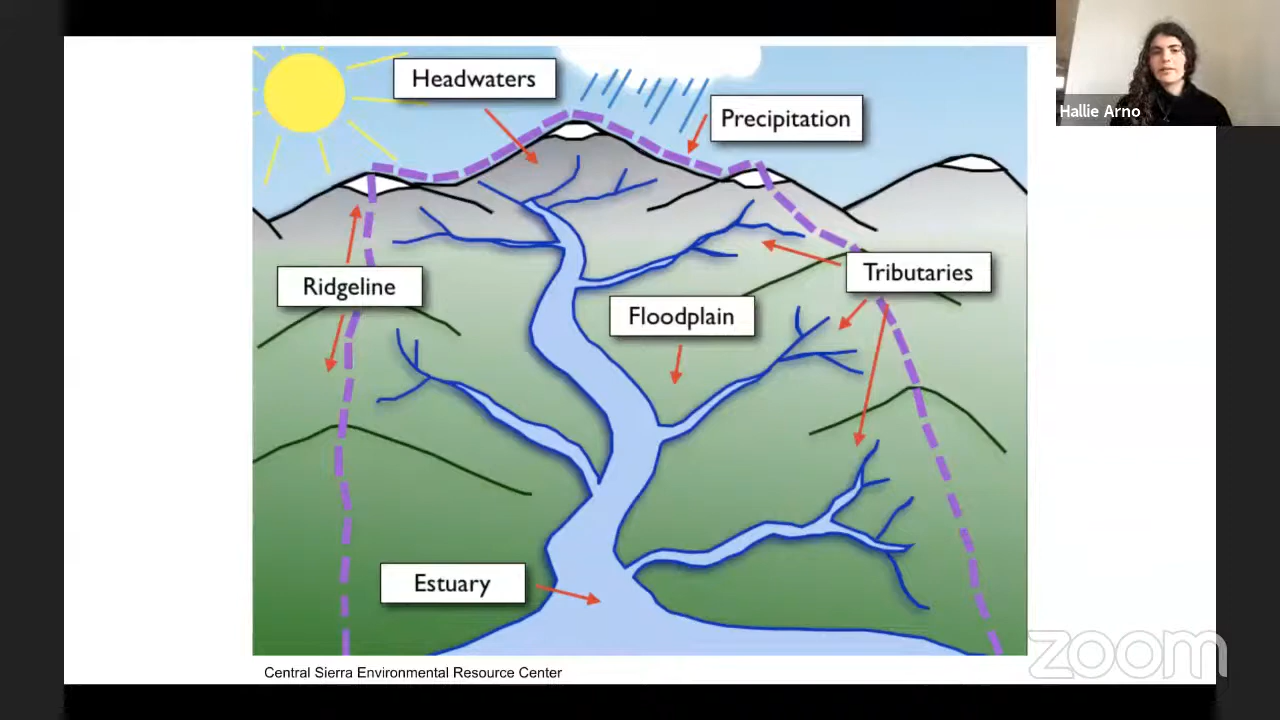 Headwaters
Precipitation
Hallie Arno
Ridgeline
Tributaries
Floodplain
Estuary
Central Sierra Environmental Resource Center
zoom